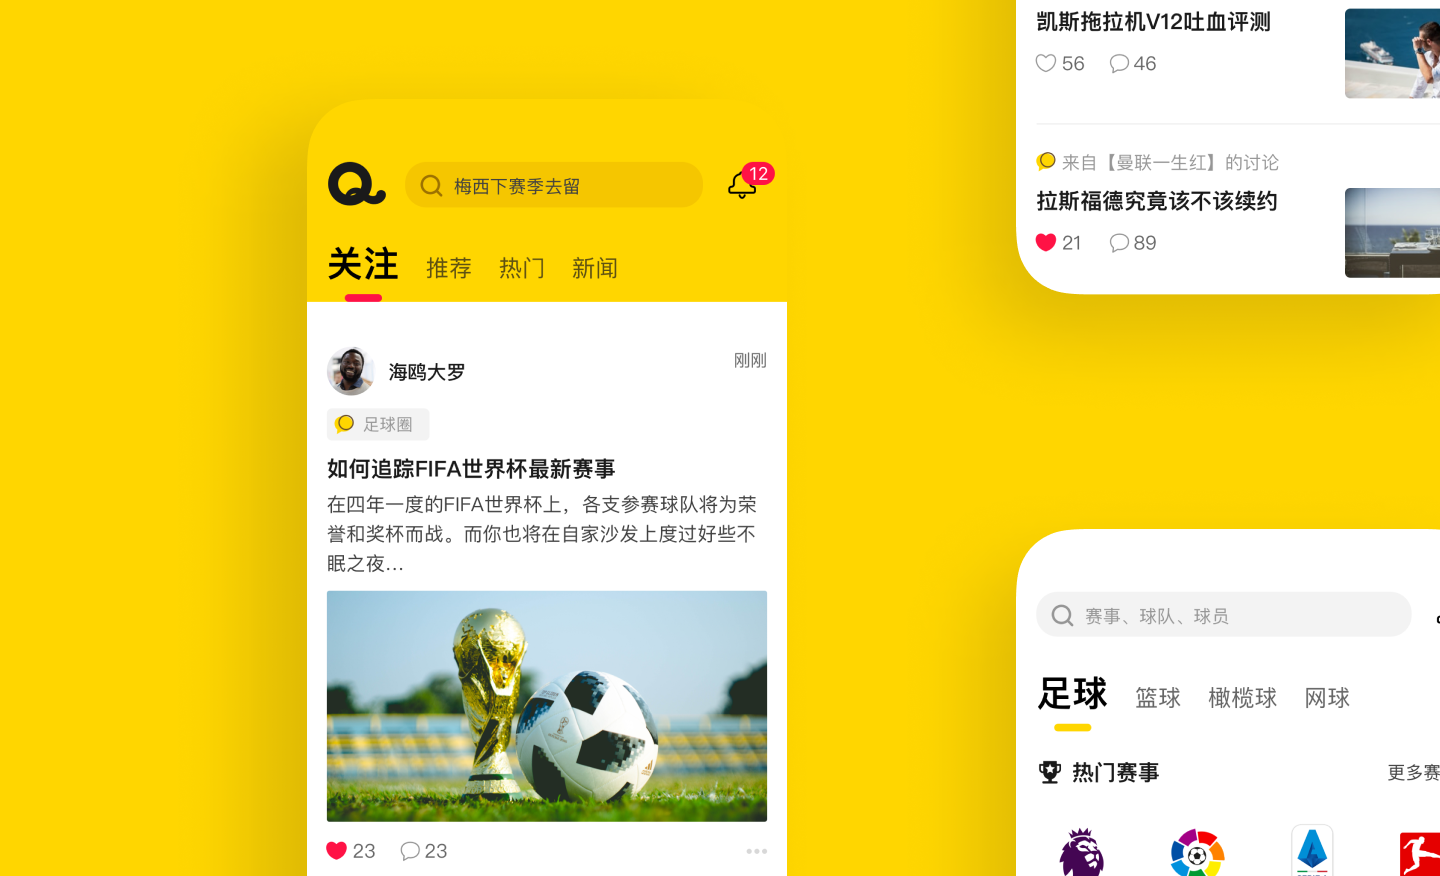 梅西下赛季去留
12
关注 推荐 热门 新闻
海鸥大罗
刚刚
足球圈
如何追踪FIFA世界杯最新赛事
在四年一度的FIFA世界杯上，各支参赛球队将为荣
誉和奖杯而战。而你也将在自家沙发上度过好些不
眠之夜...
23 23
凯斯拖拉机V12吐血评测
56 46
来自【曼联一生红】的讨论
拉斯福德究竟该不该续约
21 89
赛事、球队、球员
足球 篮球 橄榄球 网球
热门赛事
更多赛